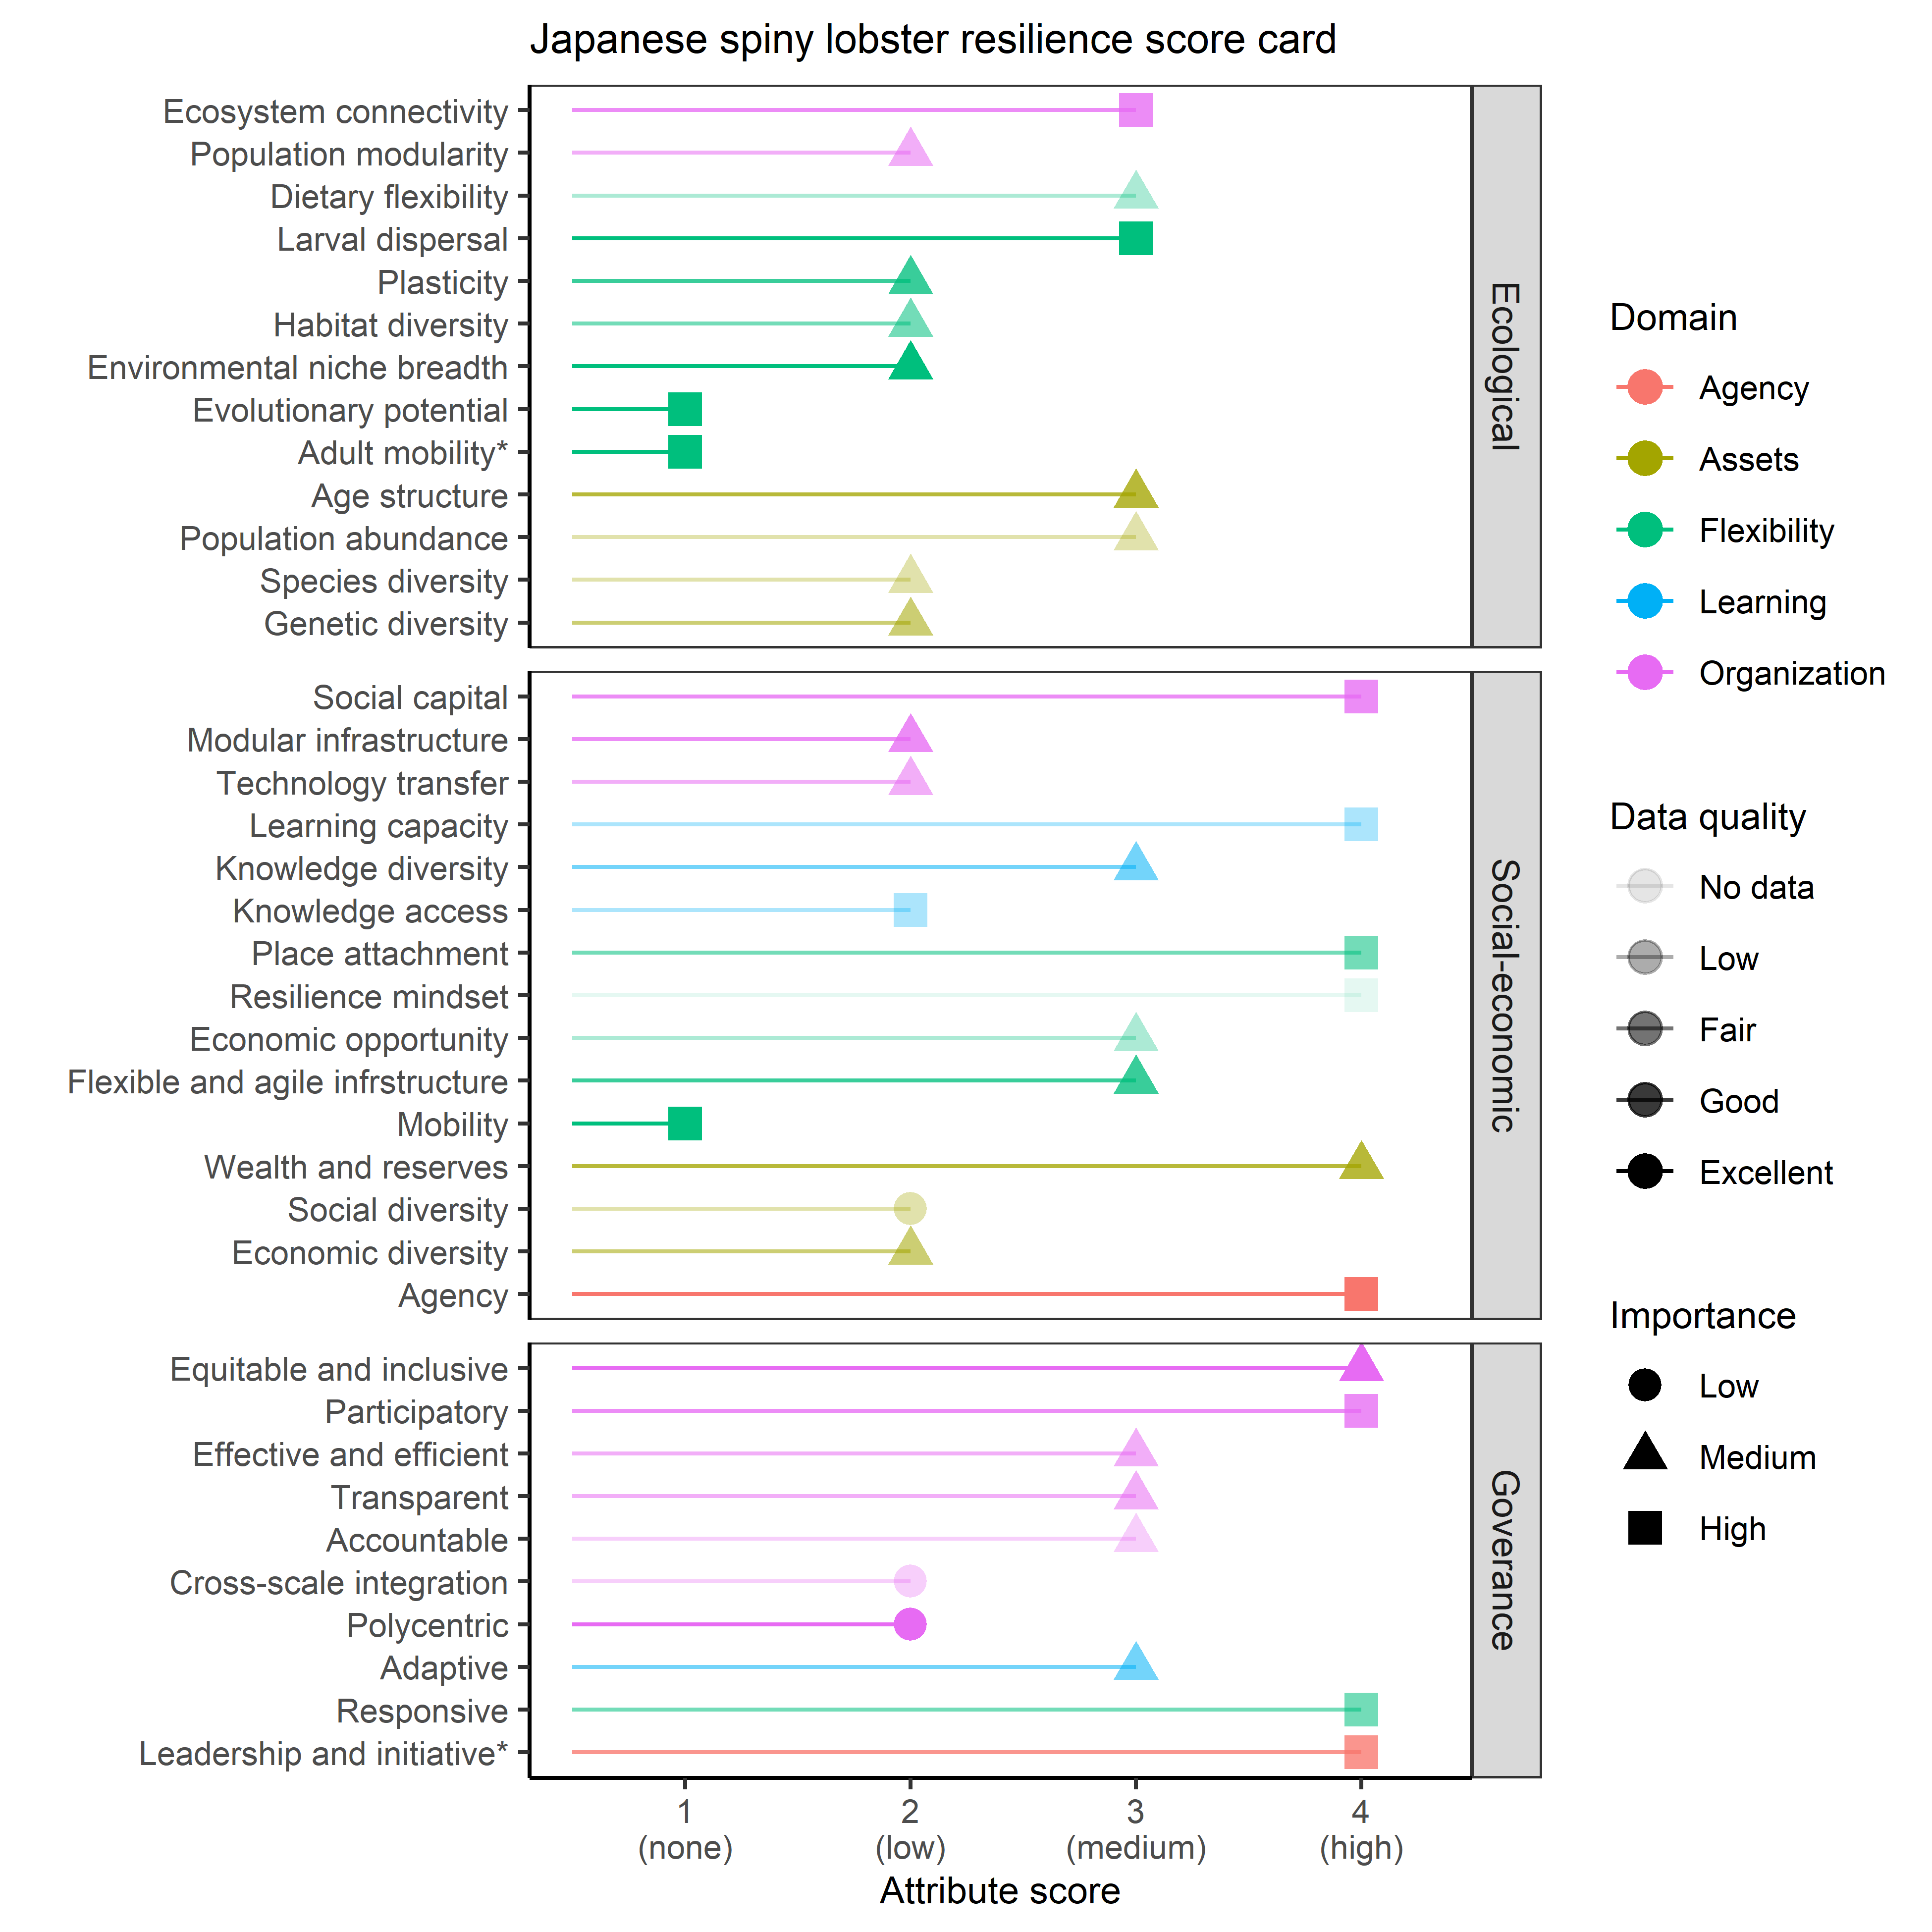 Japanese spiny lobster resilience score card
Ecosystem connectivity
Population modularity
Dietary flexibility
Larval dispersal
Plasticity
Habitat diversity
Environmental niche breadth
Evolutionary potential
Adult mobility*
Age structure
Population abundance
Species diversity
Genetic diversity
Ecological
Social capital
Modular infrastructure
Technology transfer
Learning capacity
Knowledge diversity
Knowledge access
Place attachment
Resilience mindset
Economic opportunity
Flexible and agile infrstructure
Mobility
Wealth and reserves
Social diversity
Economic diversity
Agency
Social-economic
Equitable and inclusive
Participatory
Effective and efficient
Transparent
Accountable
Cross-scale integration
Polycentric
Adaptive
Responsive
Leadership and initiative*
Goverance
1 2 3 4
(none) (low) (medium) (high)
Attribute score
Domain
Agency
Assets
Flexibility
Learning
Organization
Data quality
No data
Low
Fair
Good
Excellent
Importance
Low
Medium
High